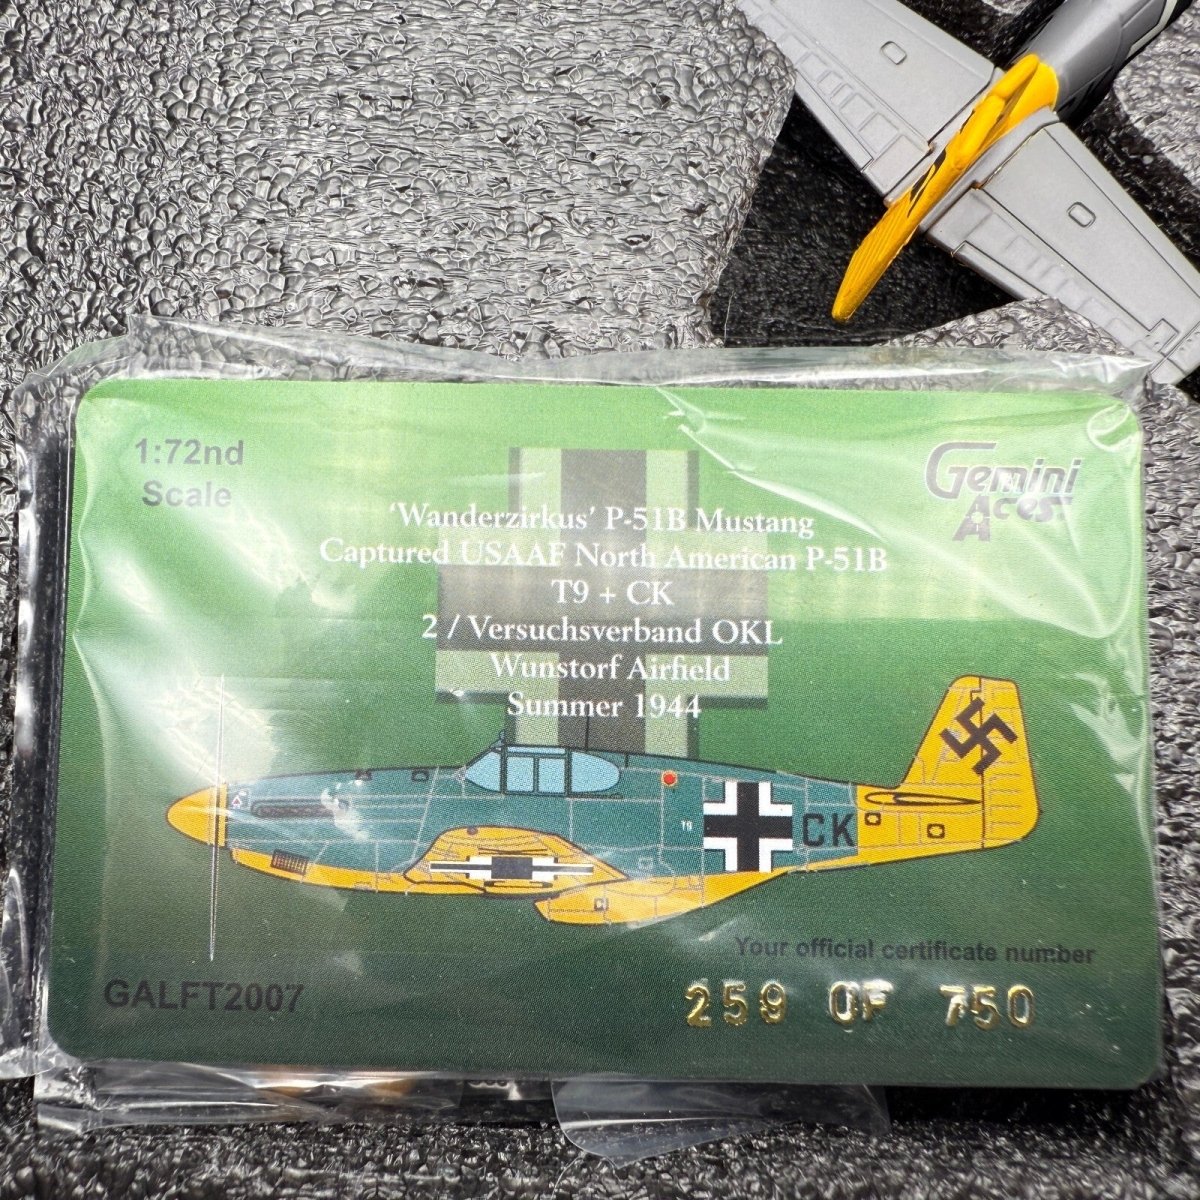 1:72nd
Scale
Gemini
Aces
'Wanderzirkus' P-51B Mustang
Captured USAAF North American P-51B
T9 + CK
2 / Versuchsverband OKL
Wunstorf Airfield
Summer 1944
T9
CK
Your official certificate number
GALFT2007
259 OF 750